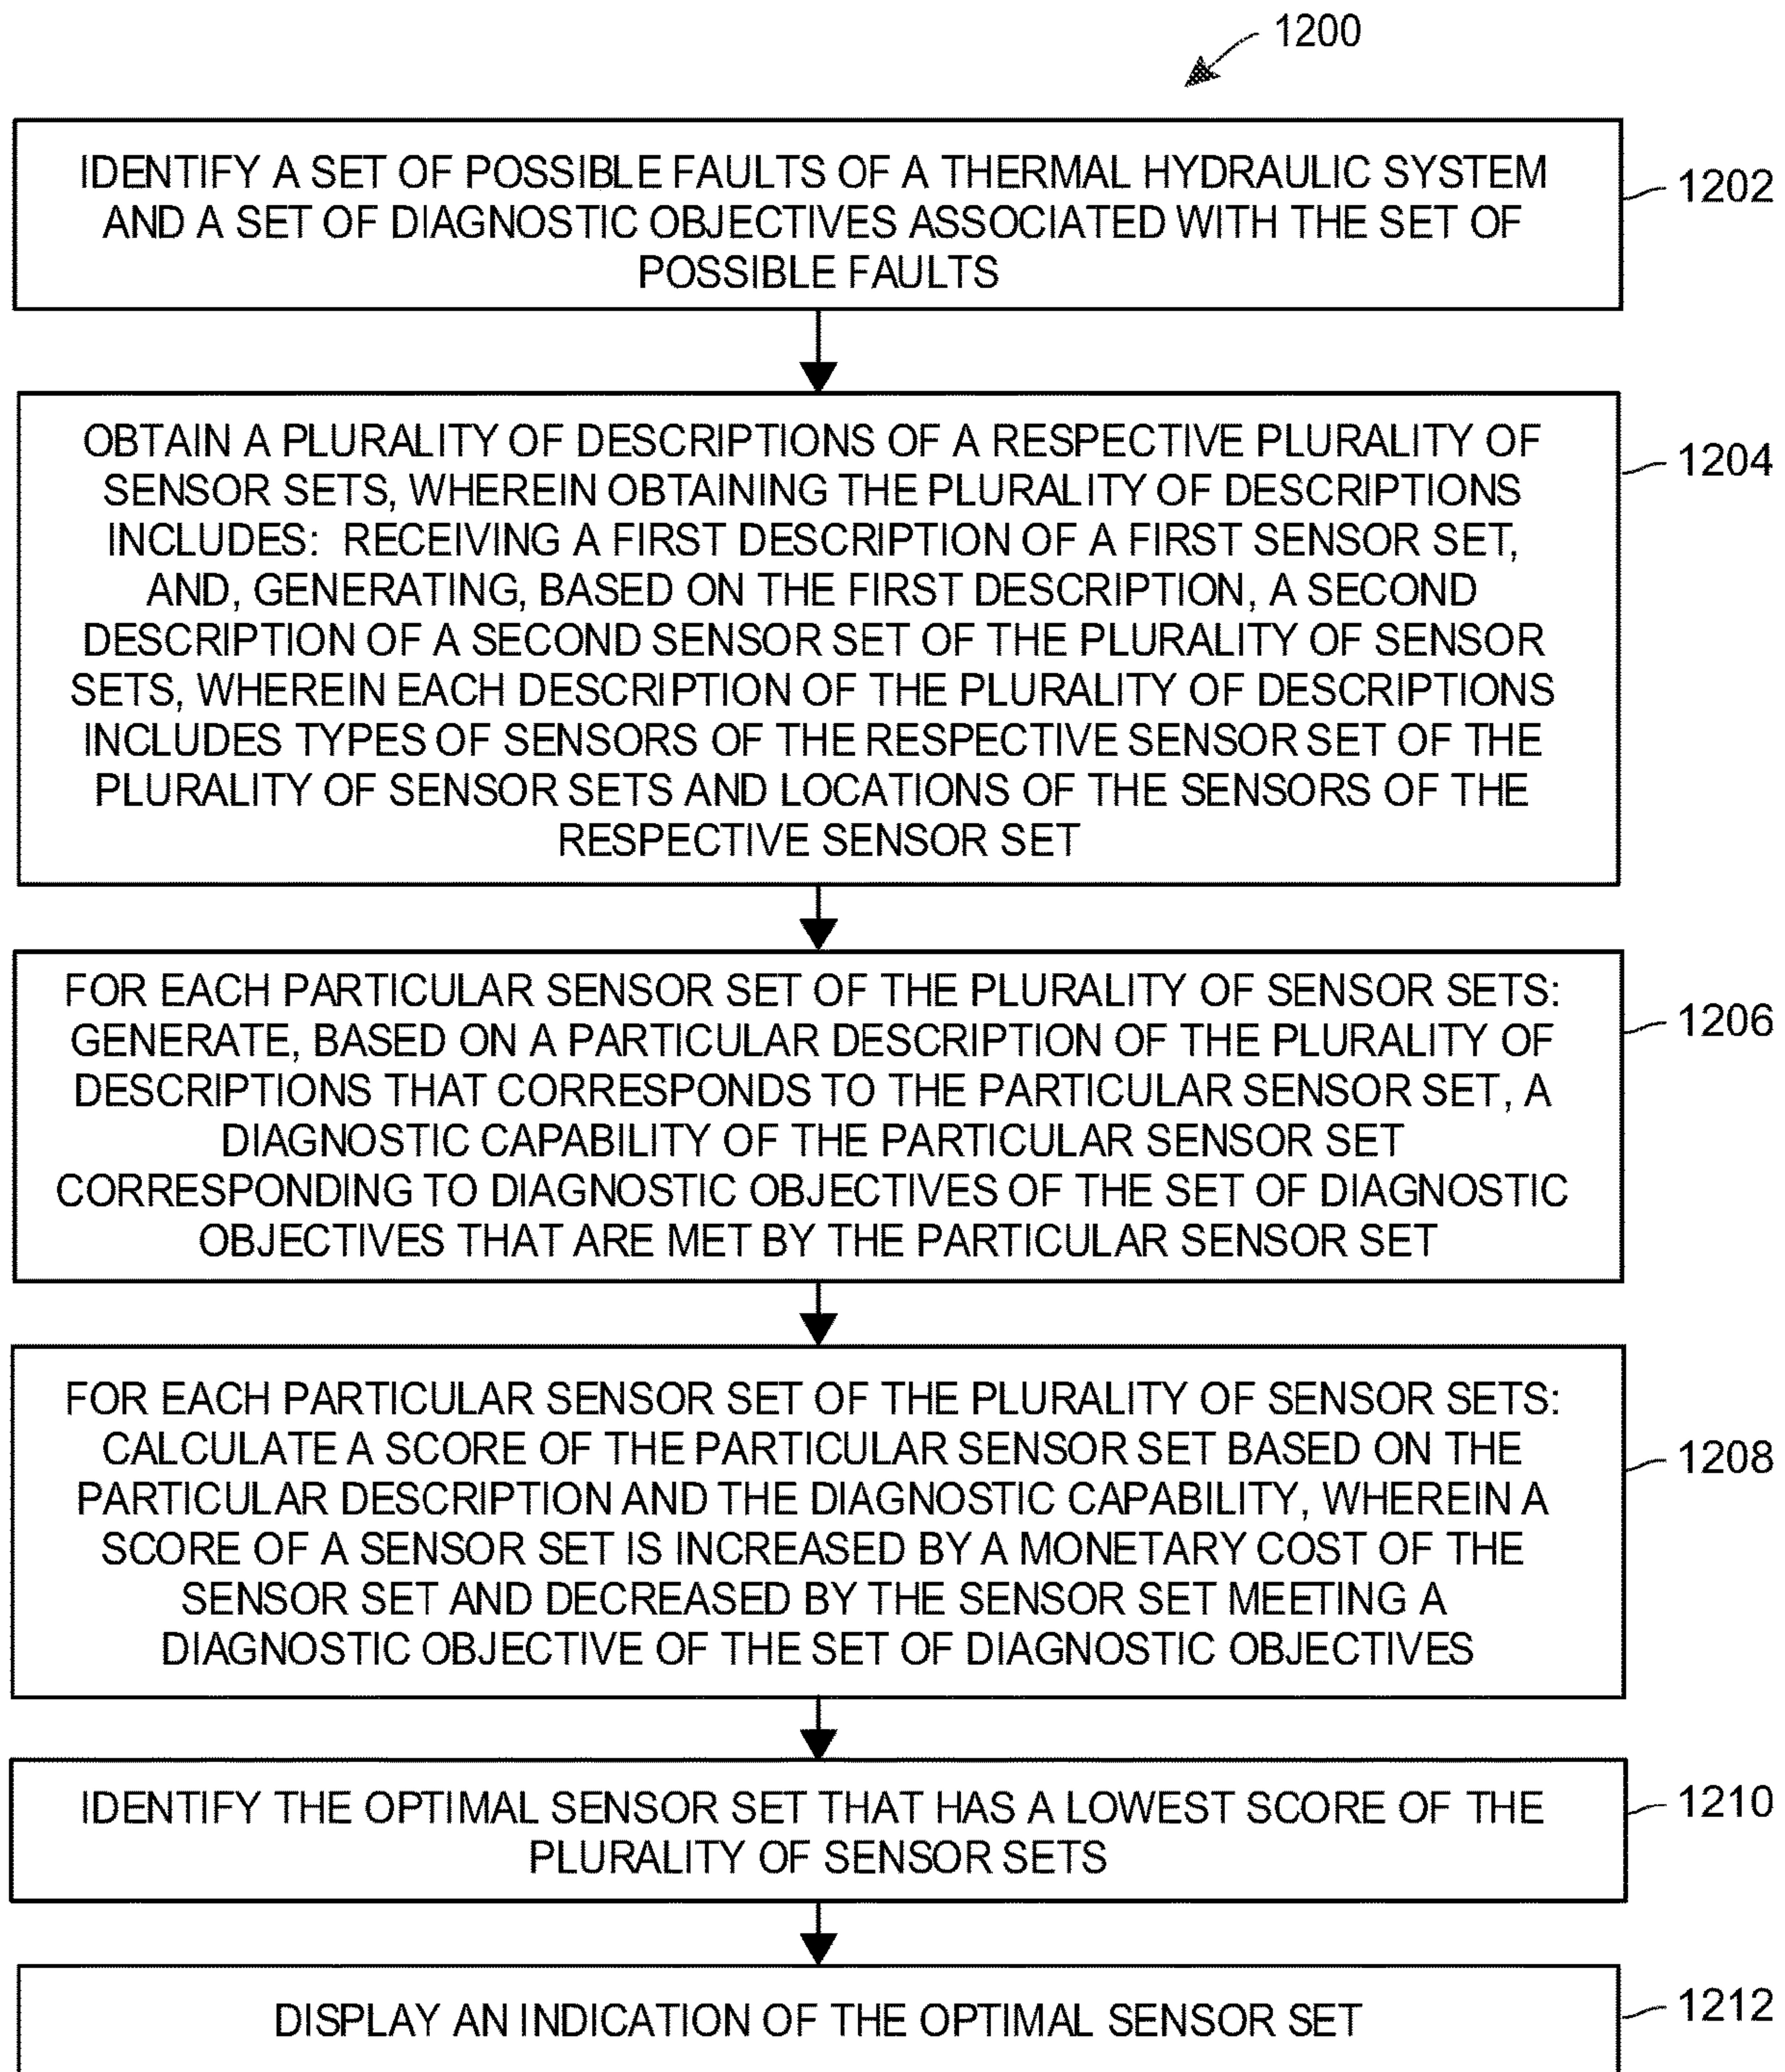 1200
IDENTIFY A SET OF POSSIBLE FAULTS OF A THERMAL HYDRAULIC SYSTEM
AND A SET OF DIAGNOSTIC OBJECTIVES ASSOCIATED WITH THE SET OF
POSSIBLE FAULTS
1202
OBTAIN A PLURALITY OF DESCRIPTIONS OF A RESPECTIVE PLURALITY OF
SENSOR SETS, WHEREIN OBTAINING THE PLURALITY OF DESCRIPTIONS
INCLUDES: RECEIVING A FIRST DESCRIPTION OF A FIRST SENSOR SET,
AND, GENERATING, BASED ON THE FIRST DESCRIPTION, A SECOND
DESCRIPTION OF A SECOND SENSOR SET OF THE PLURALITY OF SENSOR
SETS, WHEREIN EACH DESCRIPTION OF THE PLURALITY OF DESCRIPTIONS
INCLUDES TYPES OF SENSORS OF THE RESPECTIVE SENSOR SET OF THE
PLURALITY OF SENSOR SETS AND LOCATIONS OF THE SENSORS OF THE
RESPECTIVE SENSOR SET
1204
FOR EACH PARTICULAR SENSOR SET OF THE PLURALITY OF SENSOR SETS:
GENERATE, BASED ON A PARTICULAR DESCRIPTION OF THE PLURALITY OF
DESCRIPTIONS THAT CORRESPONDS TO THE PARTICULAR SENSOR SET, A
DIAGNOSTIC CAPABILITY OF THE PARTICULAR SENSOR SET
CORRESPONDING TO DIAGNOSTIC OBJECTIVES OF THE SET OF DIAGNOSTIC
OBJECTIVES THAT ARE MET BY THE PARTICULAR SENSOR SET
1206
FOR EACH PARTICULAR SENSOR SET OF THE PLURALITY OF SENSOR SETS:
CALCULATE A SCORE OF THE PARTICULAR SENSOR SET BASED ON THE
PARTICULAR DESCRIPTION AND THE DIAGNOSTIC CAPABILITY, WHEREIN A
SCORE OF A SENSOR SET IS INCREASED BY A MONETARY COST OF THE
SENSOR SET AND DECREASED BY THE SENSOR SET MEETING A
DIAGNOSTIC OBJECTIVE OF THE SET OF DIAGNOSTIC OBJECTIVES
1208
IDENTIFY THE OPTIMAL SENSOR SET THAT HAS A LOWEST SCORE OF THE
PLURALITY OF SENSOR SETS
1210
DISPLAY AN INDICATION OF THE OPTIMAL SENSOR SET
1212